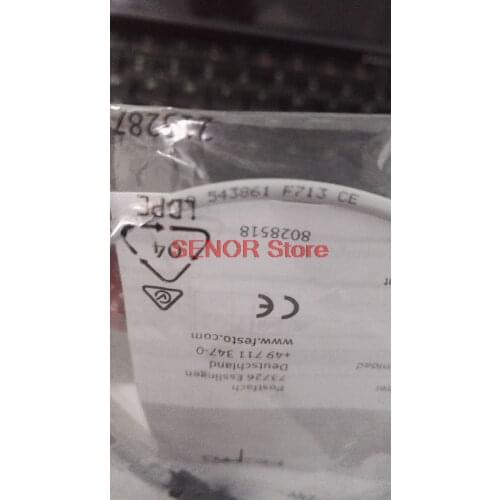 543861 F713 CE
8028518
SENOR Store
LDPE
04
CE
www.festo.com
+49 711 347-0
Deutschland
73726 Esslingen
Postfach